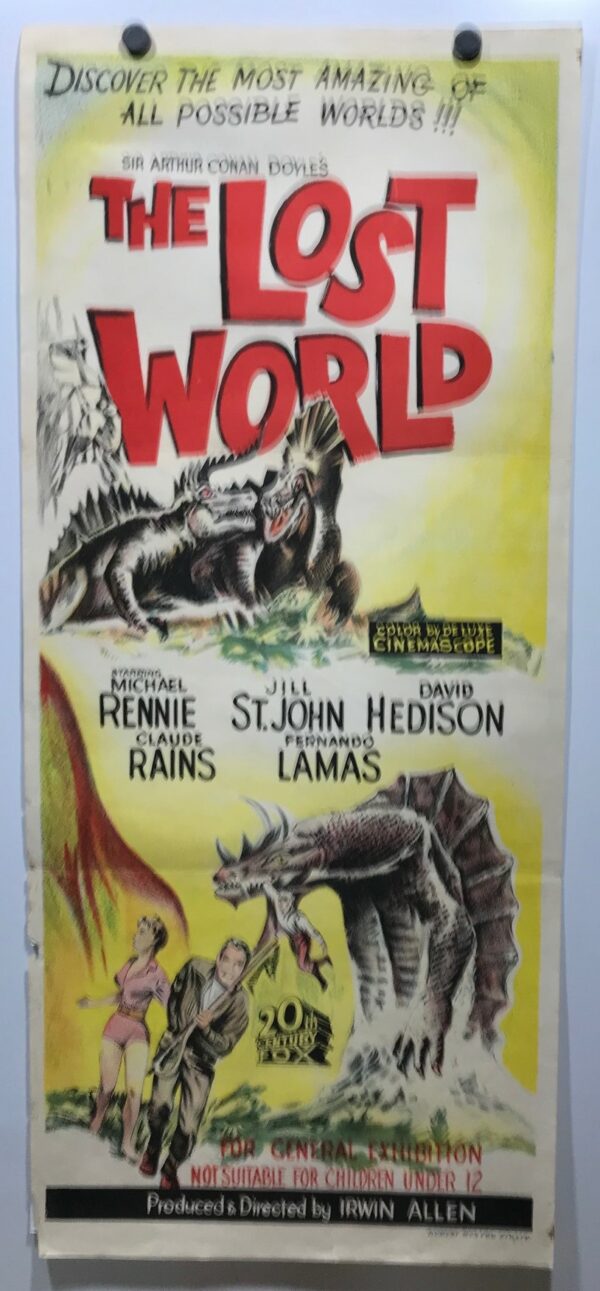 DISCOVER THE MOST AMAZING OF
ALL POSSIBLE WORLDS !!!
SIR ARTHUR CONAN DOYLE'S
THE LOST
WORLD
COLOR BY DE LUXE
CINEMASCOPE
STARRING
MICHAEL JILL DAVID
RENNIE ST. JOHN HEDISON
CLAUDE FERNANDO
RAINS LAMAS
20th
CENTURY
FOX
FOR GENERAL EXHIBITION
NOT SUITABLE FOR CHILDREN UNDER 12
Produced & Directed by IRWIN ALLEN